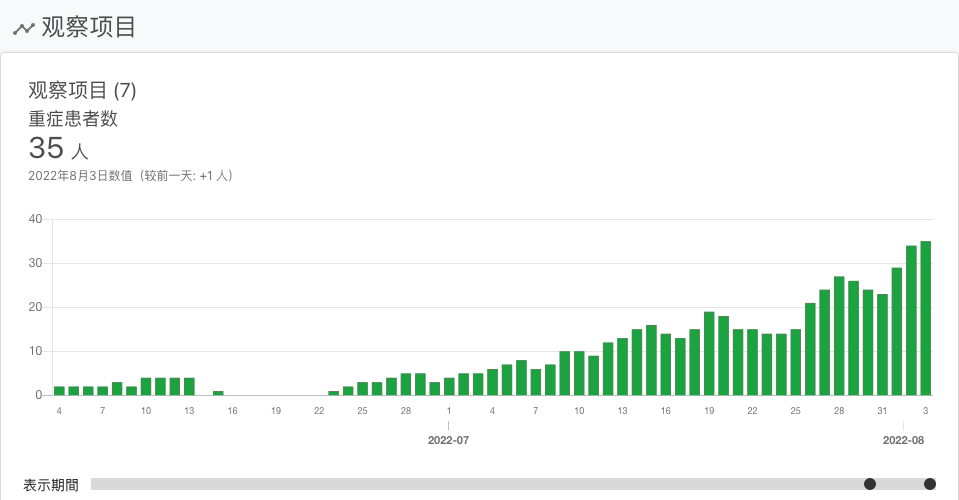 观察项目
观察项目 (7)
重症患者数
35 人
2022年8月3日数值（较前一天: +1 人）
40
30
20
10
0
4 7 10 13 16 19 22 25 28 1 4 7 10 13 16 19 22 25 28 31 3
2022-07 2022-08
表示期間